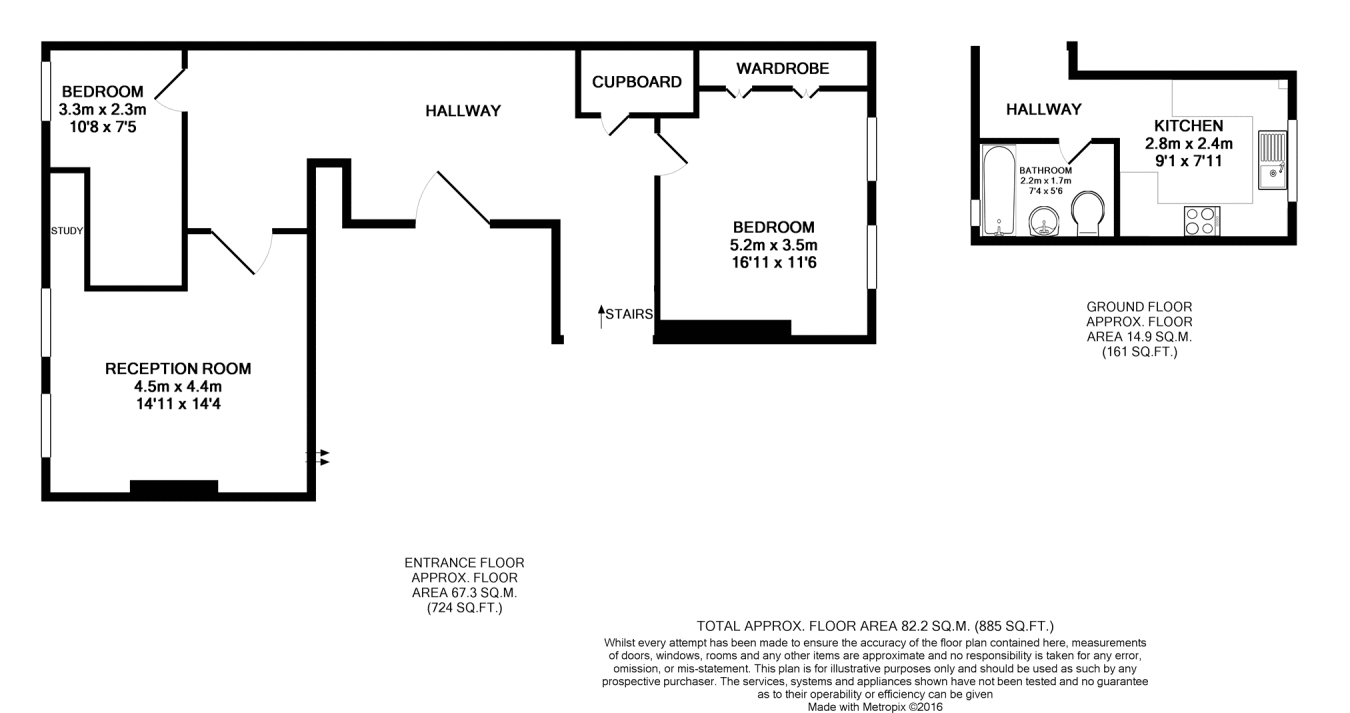 BEDROOM
3.3m x 2.3m
10'8 x 7'5
HALLWAY
CUPBOARD
WARDROBE
STUDY
BEDROOM
5.2m x 3.5m
16'11 x 11'6
STAIRS
RECEPTION ROOM
4.5m x 4.4m
14'11 x 14'4
ENTRANCE FLOOR
APPROX. FLOOR
AREA 67.3 SQ.M.
(724 SQ.FT.)
HALLWAY
KITCHEN
2.8m x 2.4m
9'1 x 7'11
BATHROOM
2.2m x 1.7m
7'4 x 5'6
GROUND FLOOR
APPROX. FLOOR
AREA 14.9 SQ.M.
(161 SQ.FT.)
TOTAL APPROX. FLOOR AREA 82.2 SQ.M. (885 SQ.FT.)
Whilst every attempt has been made to ensure the accuracy of the floor plan contained here, measurements
of doors, windows, rooms and any other items are approximate and no responsibility is taken for any error,
omission, or mis-statement. This plan is for illustrative purposes only and should be used as such by any
prospective purchaser. The services, systems and appliances shown have not been tested and no guarantee
as to their operability or efficiency can be given
Made with Metropix ©2016